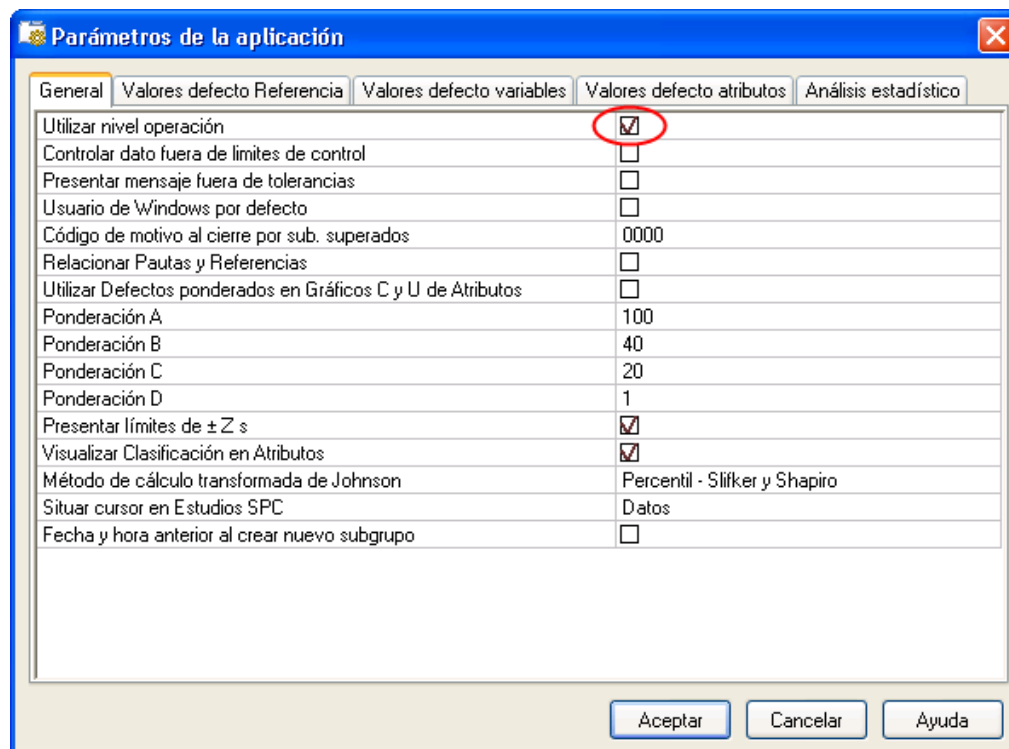 Parámetros de la aplicación
General Valores defecto Referencia Valores defecto variables Valores defecto atributos Análisis estadístico
Utilizar nivel operación
Controlar dato fuera de limites de control
Presentar mensaje fuera de tolerancias
Usuario de Windows por defecto
Código de motivo al cierre por sub. superados 0000
Relacionar Pautas y Referencias
Utilizar Defectos ponderados en Gráficos C y U de Atributos
Ponderación A 100
Ponderación B 40
Ponderación C 20
Ponderación D 1
Presentar límites de ± Z s
Visualizar Clasificación en Atributos
Método de cálculo transformada de Johnson Percentil - Slifker y Shapiro
Situar cursor en Estudios SPC Datos
Fecha y hora anterior al crear nuevo subgrupo
Aceptar Cancelar Ayuda